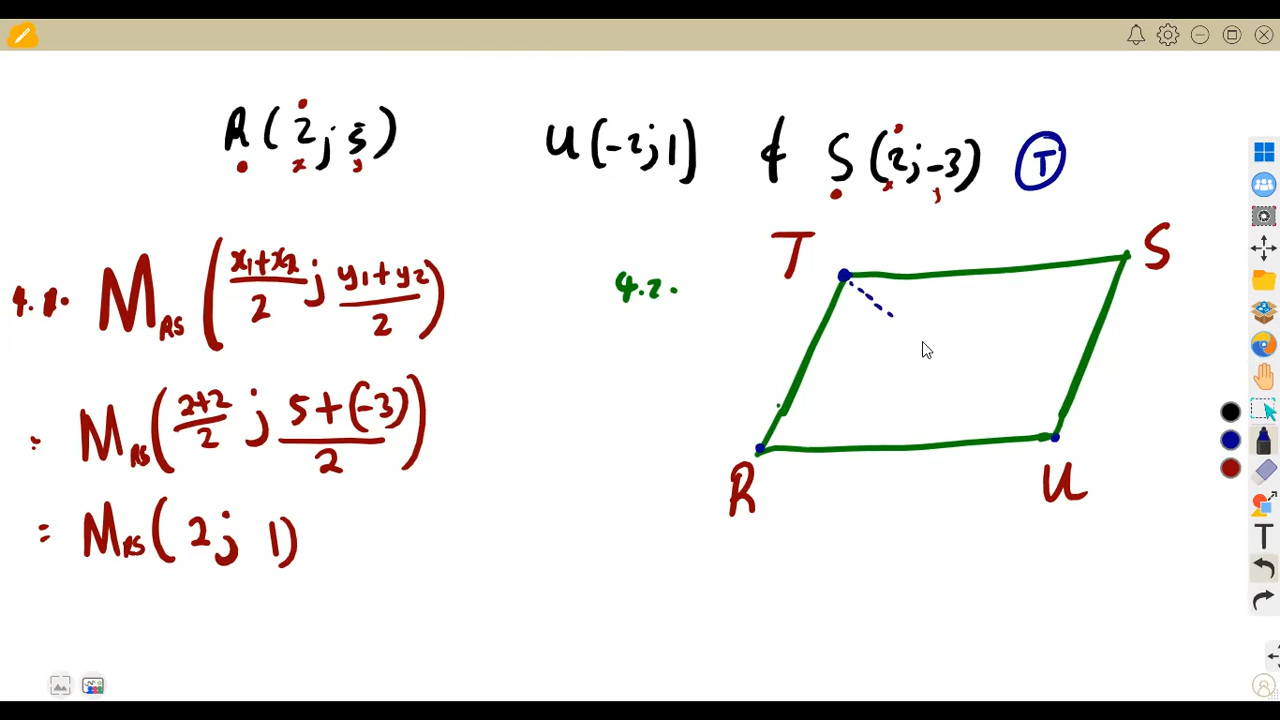 R(2;5) U(-2;1) & S(2;-3) T
4.1. M_RS((x₁+x₂)/2 ; (y₁+y₂)/2)
= M_RS((2+2)/2 ; (5+(-3))/2)
= M_RS(2; 1)
4.2.
T S
R U